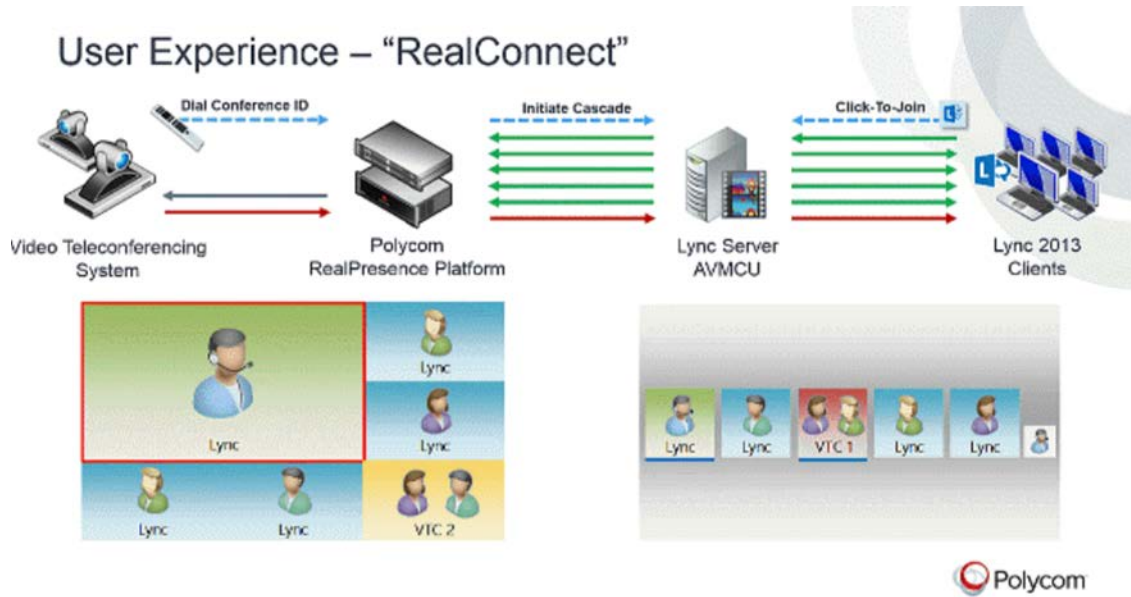 User Experience – “RealConnect”
Dial Conference ID
Initiate Cascade
Click-To-Join
L
L
Video Teleconferencing
System
Polycom
RealPresence Platform
Lync Server
AVMCU
Lync 2013
Clients
Lync
Lync
Lync
Lync
Lync
VTC 2
Lync
Lync
VTC 1
Lync
Lync
Polycom